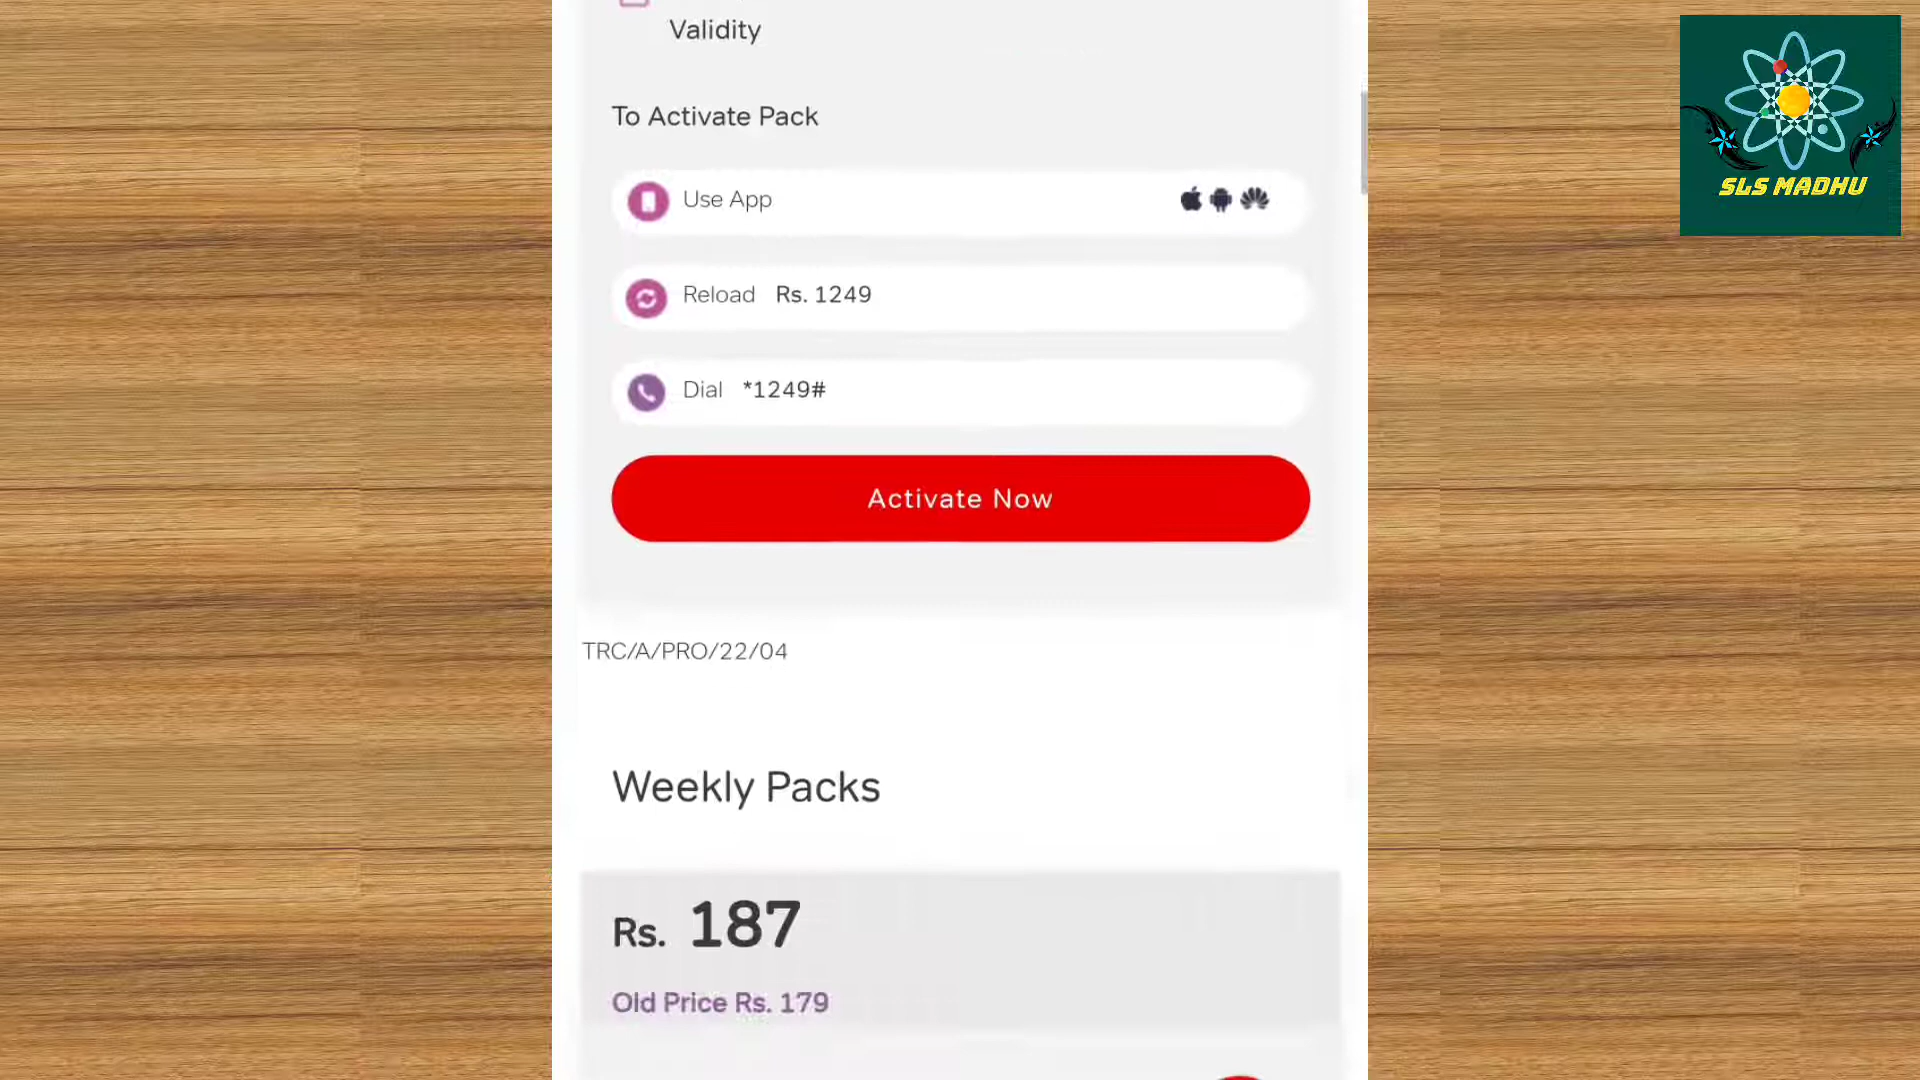 Validity
SLS MADHU
To Activate Pack
Use App
Reload Rs. 1249
Dial *1249#
Activate Now
TRC/A/PRO/22/04
Weekly Packs
Rs. 187
Old Price Rs. 179